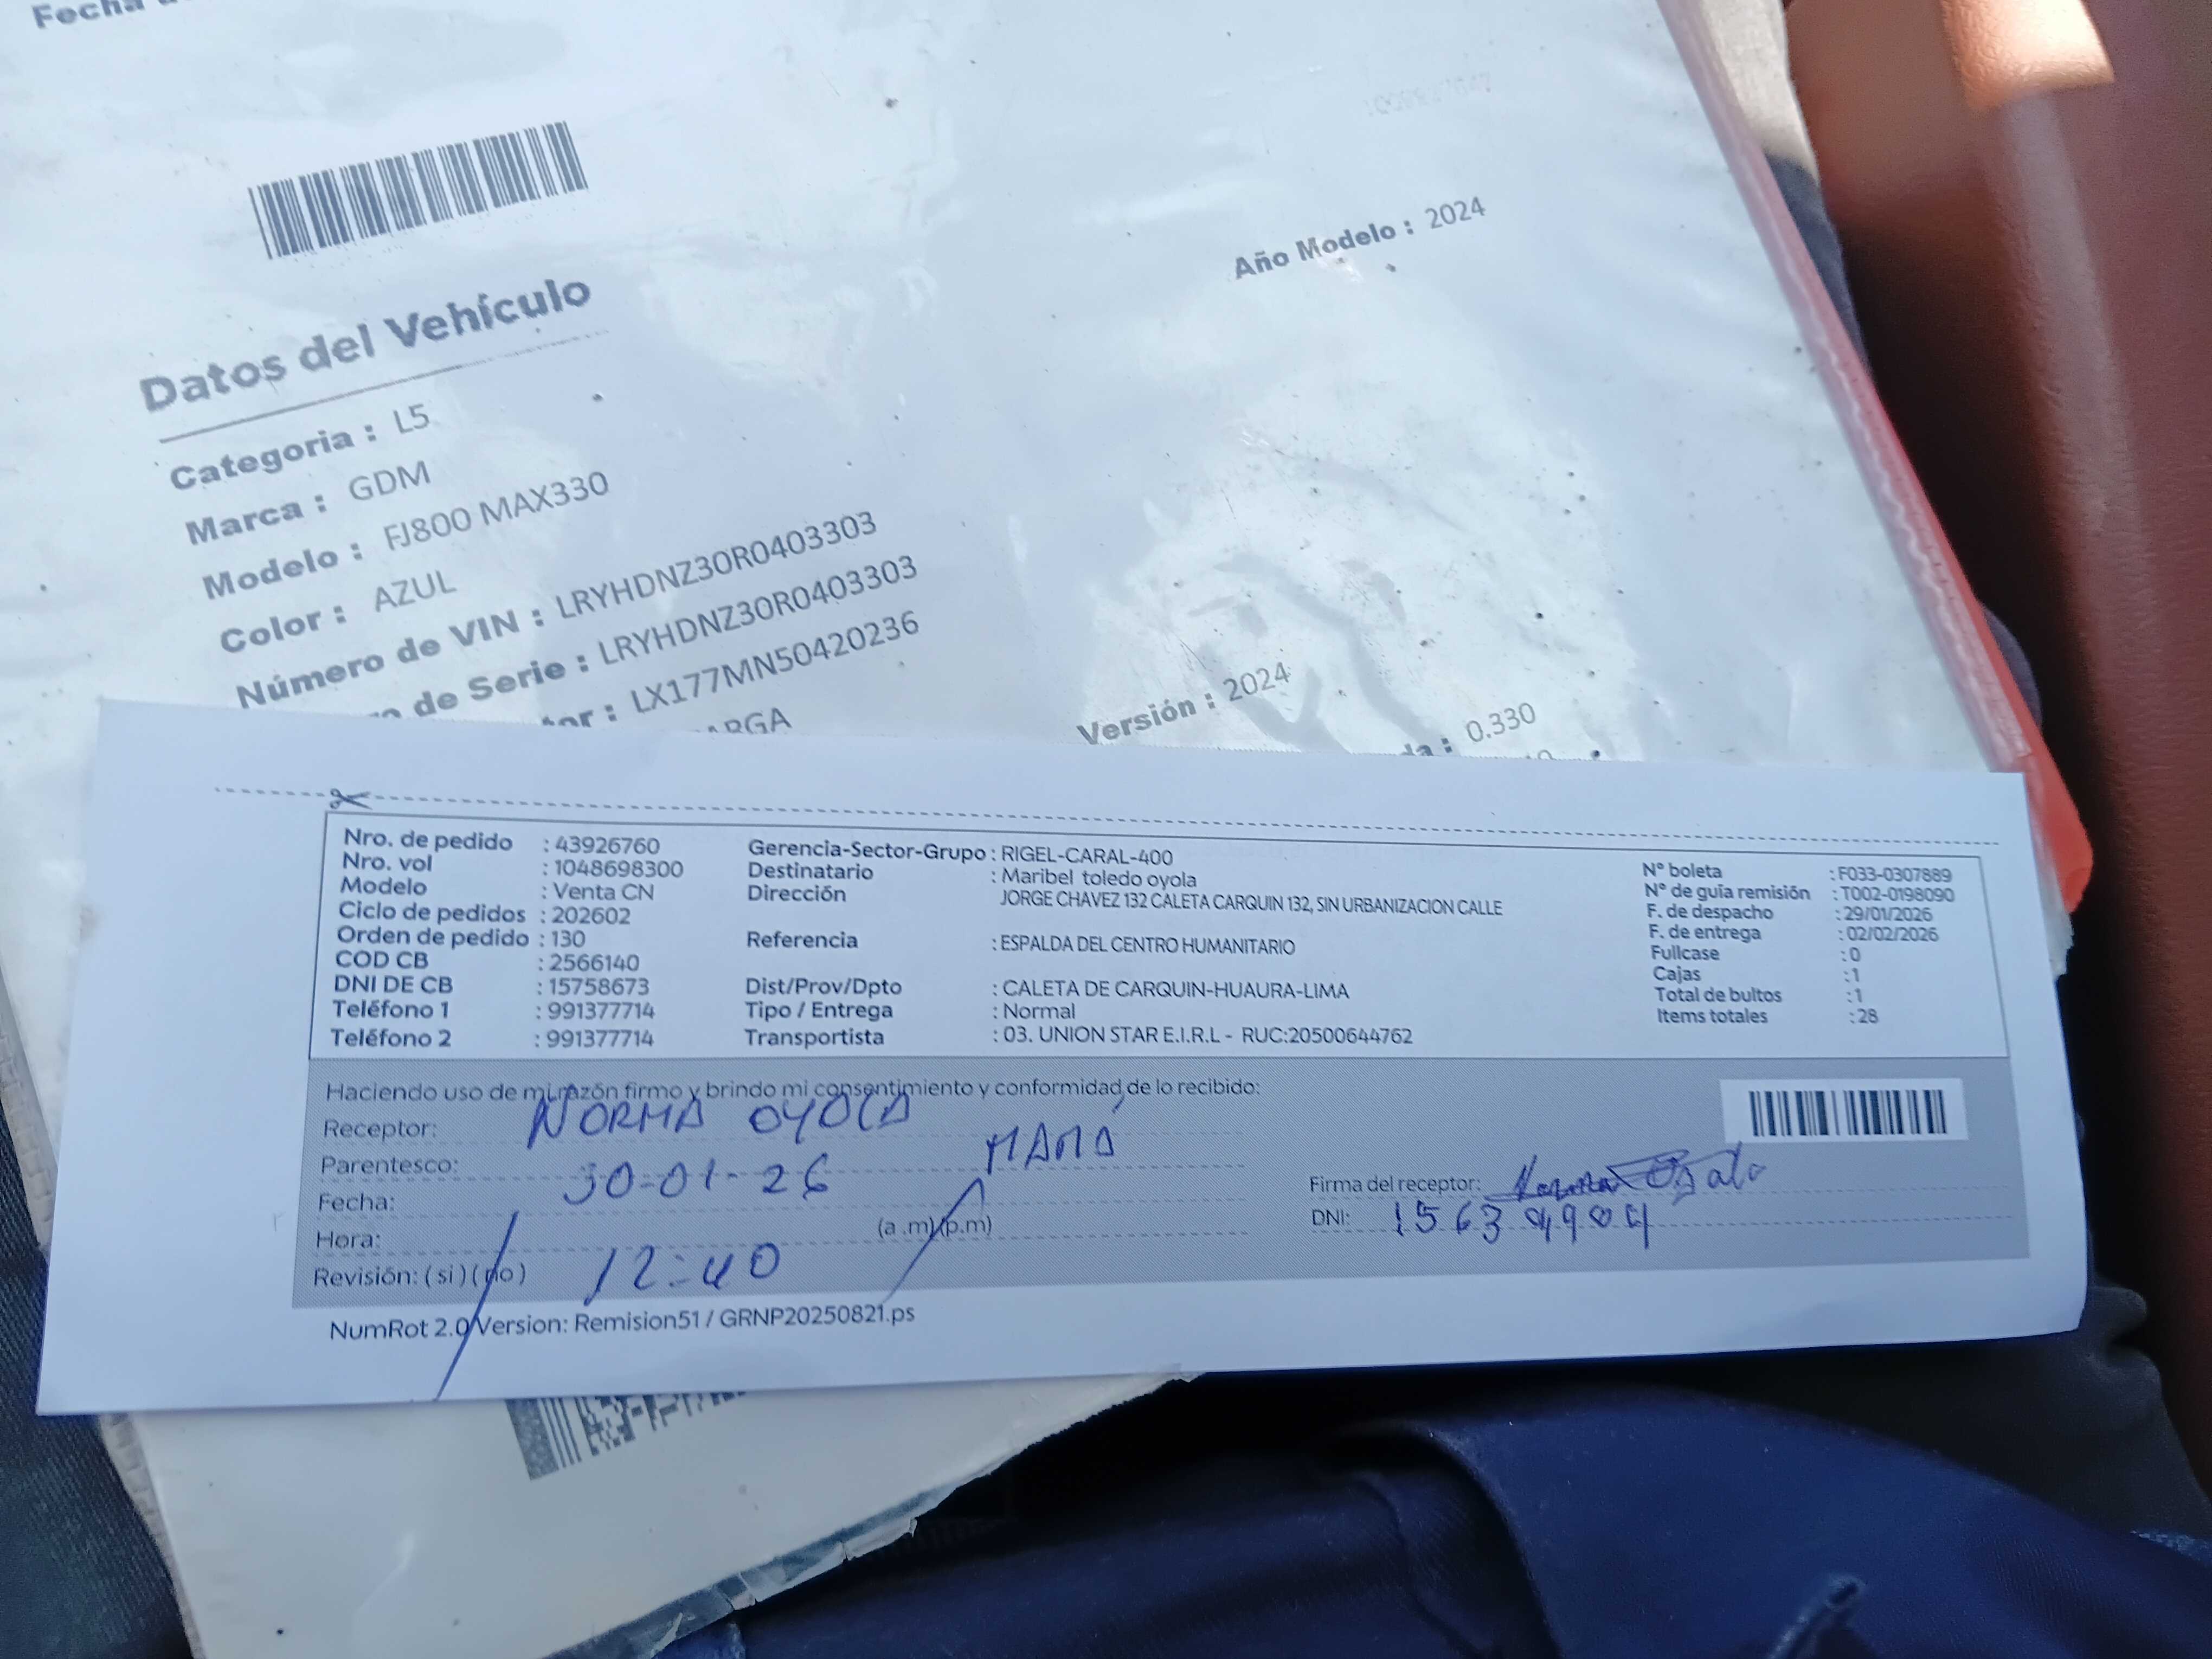 Fecha
Datos del Vehículo
Año Modelo : 2024
Categoria : L5
Marca : GDM
Modelo : FJ800 MAX330
Color : AZUL
Número de VIN : LRYHDNZ30R0403303
de Serie : LRYHDNZ30R0403303
LX177MN50420236
Versión : 2024
0.330
Nro. de pedido : 43926760
Nro. vol : 1048698300
Modelo : Venta CN
Ciclo de pedidos : 202602
Orden de pedido : 130
COD CB : 2566140
DNI DE CB : 15758673
Teléfono 1 : 991377714
Teléfono 2 : 991377714
Gerencia-Sector-Grupo : RIGEL-CARAL-400
Destinatario : Maribel toledo oyola
Dirección JORGE CHAVEZ 132 CALETA CARQUIN 132, SIN URBANIZACION CALLE
Referencia : ESPALDA DEL CENTRO HUMANITARIO
Dist/Prov/Dpto : CALETA DE CARQUIN-HUAURA-LIMA
Tipo / Entrega : Normal
Transportista : 03. UNION STAR E.I.R.L - RUC:20500644762
N° boleta : F033-0307889
N° de guía remisión : T002-0198090
F. de despacho : 29/01/2026
F. de entrega : 02/02/2026
Fullcase : 0
Cajas : 1
Total de bultos : 1
Items totales : 28
Haciendo uso de mi razón firmo y brindo mi consentimiento y conformidad de lo recibido:
Receptor: NORMA OYOLA
Parentesco: MAMÁ
Fecha: 30-01-26
Hora: 12:40 (a.m) (p.m)
Revisión: ( si ) ( no )
Firma del receptor:
DNI:
NumRot 2.0 Version: Remision51 / GRNP20250821.ps